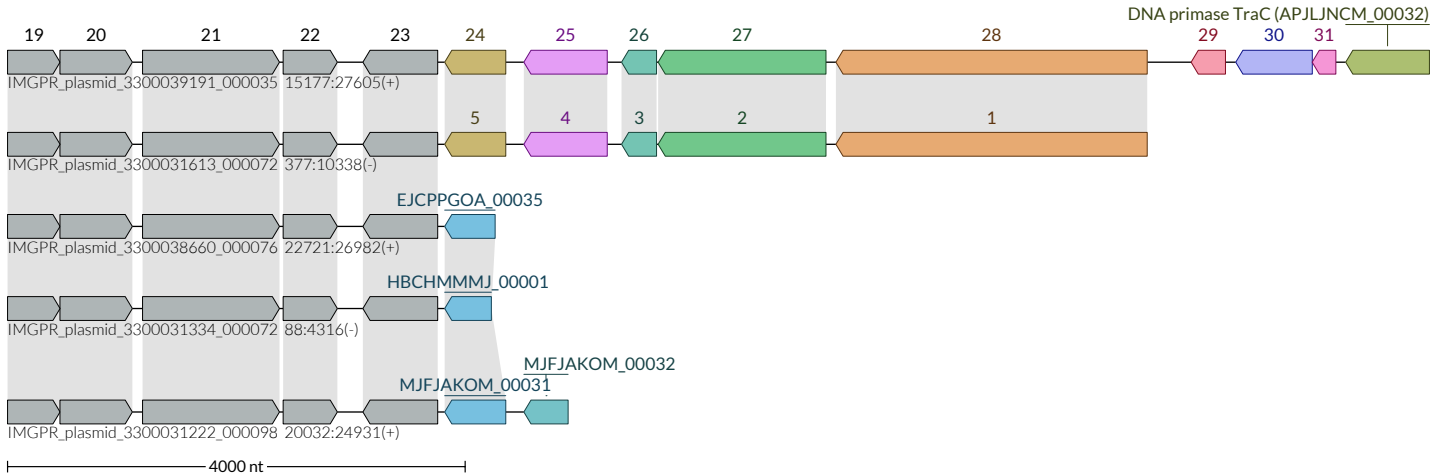 DNA primase TraC (APJLJNCM_00032)
19 20 21 22 23 24 25 26 27 28 29 30 31
IMGPR_plasmid_3300039191_000035 15177:27605(+)
5 4 3 2 1
IMGPR_plasmid_3300031613_000072 377:10338(-)
EJCPPGOA_00035
IMGPR_plasmid_3300038660_000076 22721:26982(+)
HBCHMMMJ_00001
IMGPR_plasmid_3300031334_000072 88:4316(-)
MJFJAKOM_00032
MJFJAKOM_00031
IMGPR_plasmid_3300031222_000098 20032:24931(+)
4000 nt